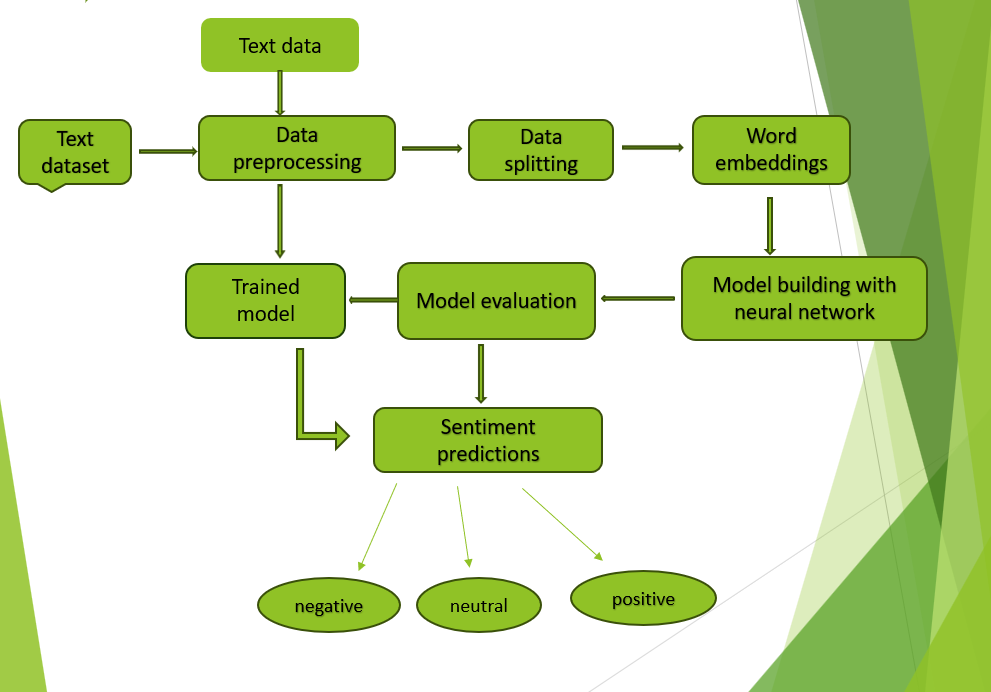 Text data
Text
dataset
Data
preprocessing
Data
splitting
Word
embeddings
Trained
model
Model evaluation
Model building with
neural network
Sentiment
predictions
negative
neutral
positive